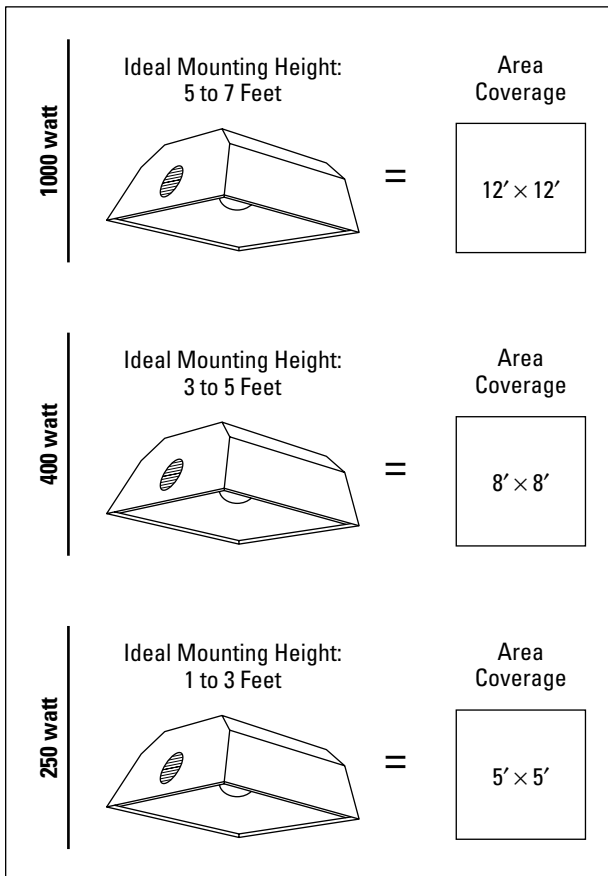 1000 watt
Ideal Mounting Height:
5 to 7 Feet
=
Area
Coverage
12′ × 12′
400 watt
Ideal Mounting Height:
3 to 5 Feet
=
Area
Coverage
8′ × 8′
250 watt
Ideal Mounting Height:
1 to 3 Feet
=
Area
Coverage
5′ × 5′